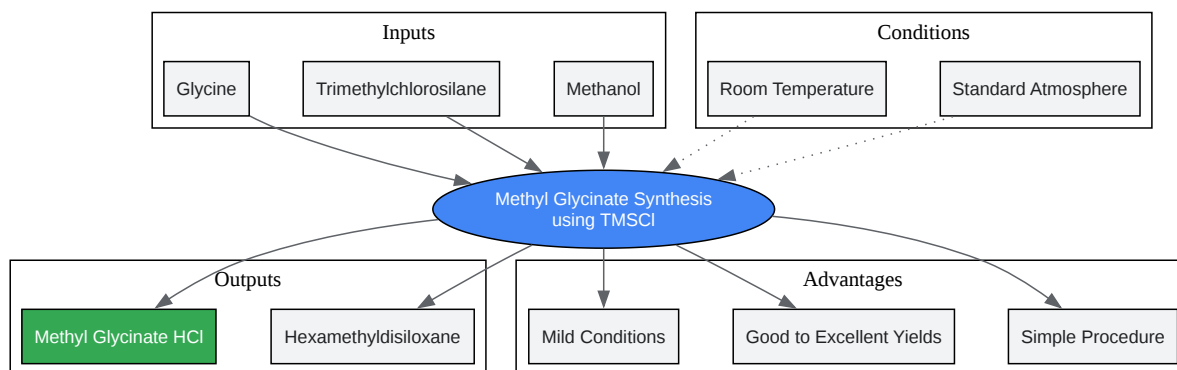 Inputs
Conditions
Glycine
Trimethylchlorosilane
Methanol
Room Temperature
Standard Atmosphere
Methyl Glycinate Synthesis
using TMSCl
Outputs
Advantages
Methyl Glycinate HCl
Hexamethyldisiloxane
Mild Conditions
Good to Excellent Yields
Simple Procedure